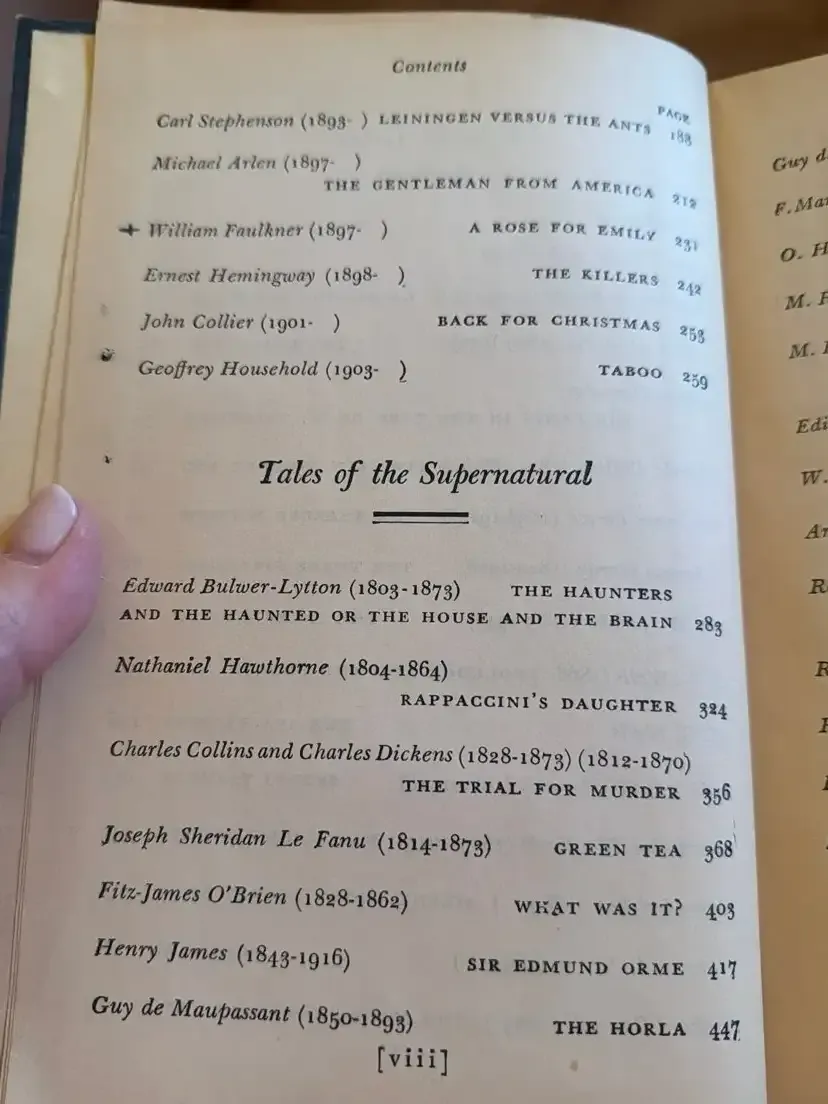 Contents
PAGE
Carl Stephenson (1893- ) LEININGEN VERSUS THE ANTS 183
Michael Arlen (1897- )
THE GENTLEMAN FROM AMERICA 212
William Faulkner (1897- ) A ROSE FOR EMILY 231
Ernest Hemingway (1898- ) THE KILLERS 242
John Collier (1901- ) BACK FOR CHRISTMAS 253
Geoffrey Household (1903- ) TABOO 259
Tales of the Supernatural
Edward Bulwer-Lytton (1803-1873) THE HAUNTERS
AND THE HAUNTED OR THE HOUSE AND THE BRAIN 283
Nathaniel Hawthorne (1804-1864)
RAPPACCINI'S DAUGHTER 324
Charles Collins and Charles Dickens (1828-1873) (1812-1870)
THE TRIAL FOR MURDER 356
Joseph Sheridan Le Fanu (1814-1873) GREEN TEA 368
Fitz-James O'Brien (1828-1862) WHAT WAS IT? 403
Henry James (1843-1916) SIR EDMUND ORME 417
Guy de Maupassant (1850-1893) THE HORLA 447
[viii]
Guy d
F. Mar
O. H
M. 
M. 
Edi
W.